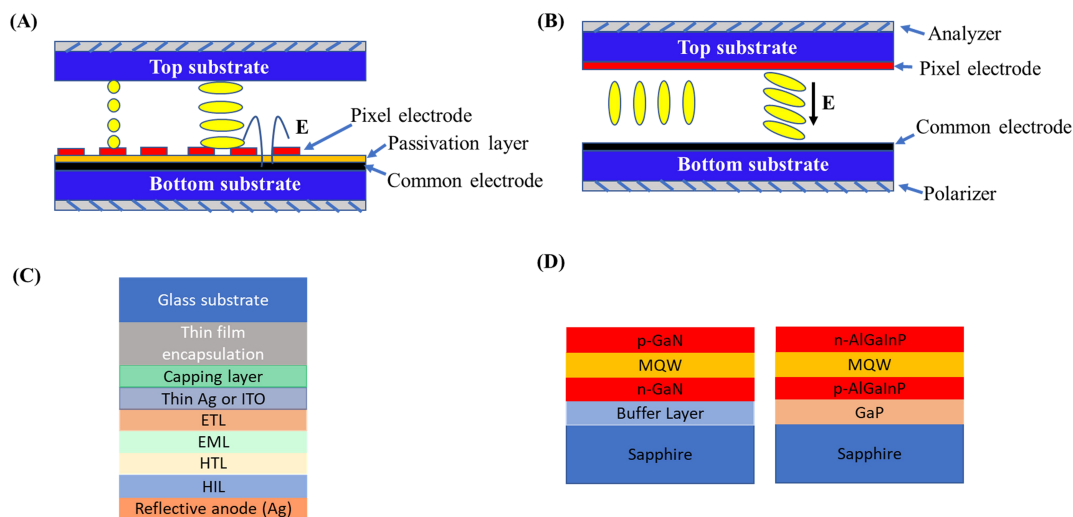 (A)
Top substrate
E
Pixel electrode
Passivation layer
Common electrode
Bottom substrate
(B)
Analyzer
Top substrate
Pixel electrode
E
Common electrode
Bottom substrate
Polarizer
(C)
Glass substrate
Thin film
encapsulation
Capping layer
Thin Ag or ITO
ETL
EML
HTL
HIL
Reflective anode (Ag)
(D)
p-GaN
MQW
n-GaN
Buffer Layer
Sapphire
n-AlGaInP
MQW
p-AlGaInP
GaP
Sapphire